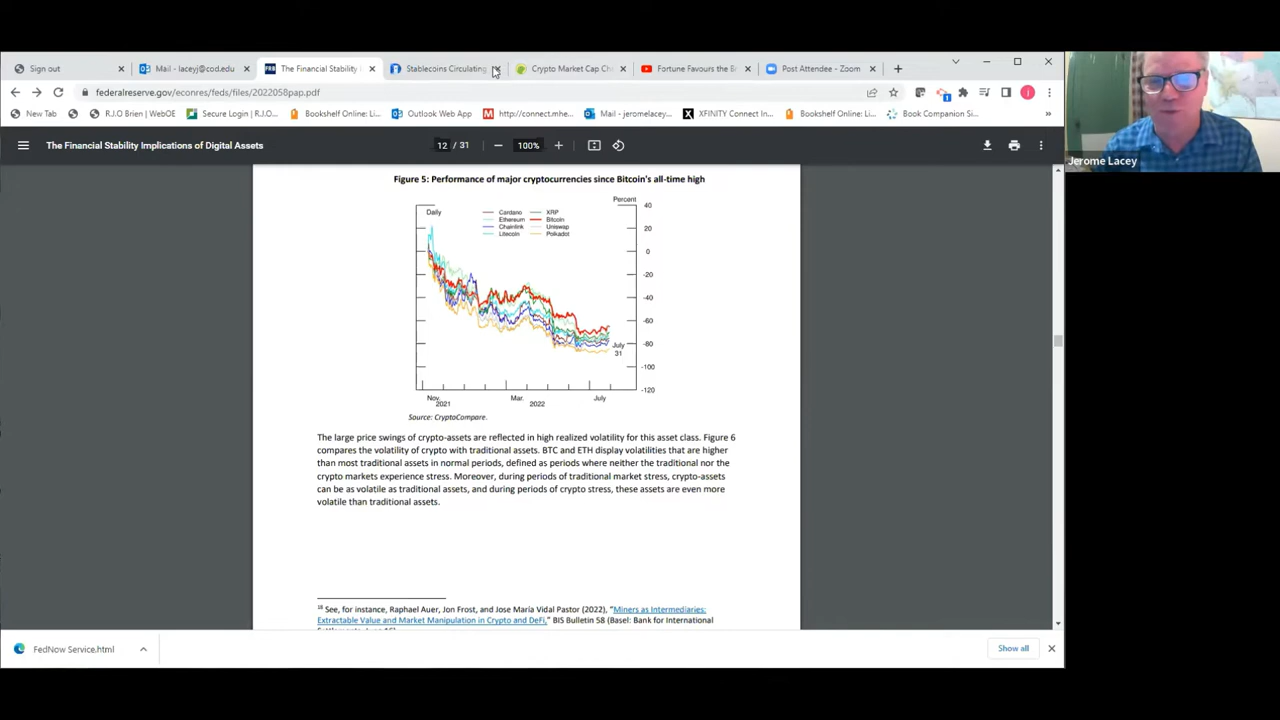 Sign out
Mail - laceyj@cod.edu
FRB The Financial Stability I
Stablecoins Circulating
Crypto Market Cap Ch
Fortune Favours the Br
Post Attendee - Zoom
federalreserve.gov/econres/feds/files/2022058pap.pdf
New Tab
R.J.O Brien | WebOE
Secure Login | R.J.O...
Bookshelf Online: Li...
Outlook Web App
http://connect.mhe...
Mail - jeromelacey...
XFINITY Connect In...
Bookshelf Online: Li...
Book Companion Si...
The Financial Stability Implications of Digital Assets
12 / 31
100%
Jerome Lacey
Figure 5: Performance of major cryptocurrencies since Bitcoin's all-time high
Percent
Daily
Cardano XRP
Ethereum Bitcoin
Chainlink Uniswap
Litecoin Polkadot
40
20
0
-20
-40
-60
-80
-100
-120
July
31
Nov. Mar. July
2021 2022
Source: CryptoCompare.
The large price swings of crypto-assets are reflected in high realized volatility for this asset class. Figure 6
compares the volatility of crypto with traditional assets. BTC and ETH display volatilities that are higher
than most traditional assets in normal periods, defined as periods where neither the traditional nor the
crypto markets experience stress. Moreover, during periods of traditional market stress, crypto-assets
can be as volatile as traditional assets, and during periods of crypto stress, these assets are even more
volatile than traditional assets.
18 See, for instance, Raphael Auer, Jon Frost, and Jose María Vidal Pastor (2022), "Miners as Intermediaries:
Extractable Value and Market Manipulation in Crypto and DeFi," BIS Bulletin 58 (Basel: Bank for International
FedNow Service.html
Show all